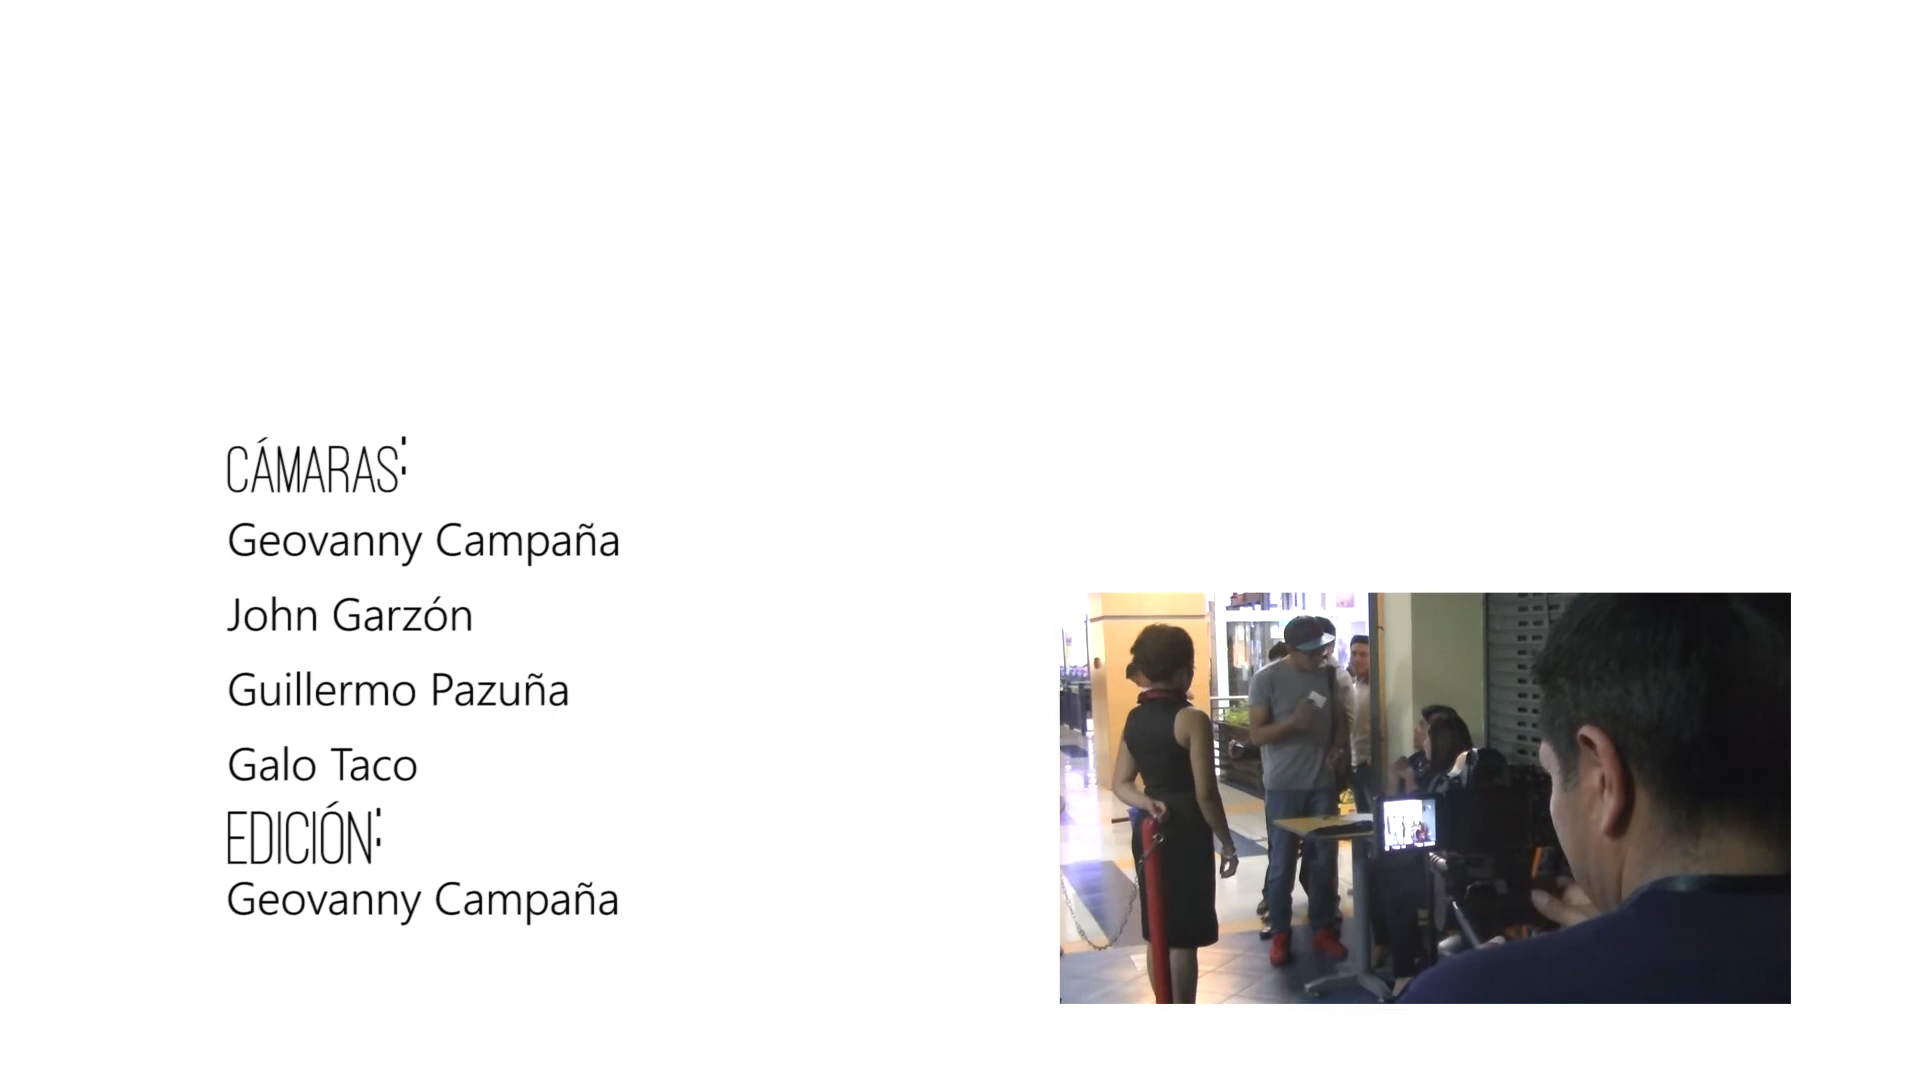 CÁMARAS:
Geovanny Campaña
John Garzón
Guillermo Pazuña
Galo Taco
EDICIÓN:
Geovanny Campaña